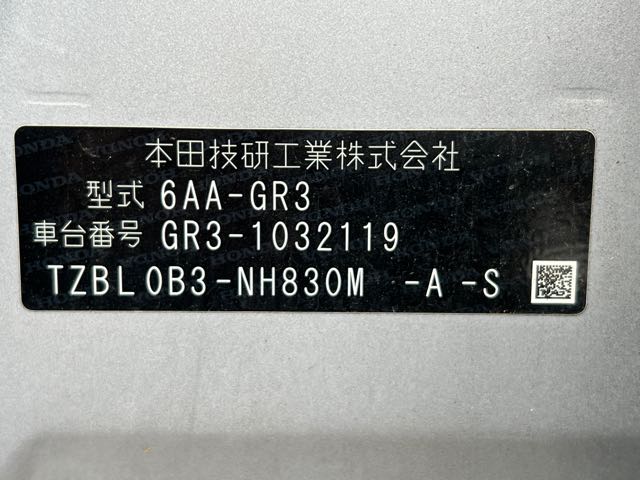 本田技研工業株式会社
型式 6AA-GR3
車台番号 GR3-1032119
TZBL0B3-NH830M -A-S